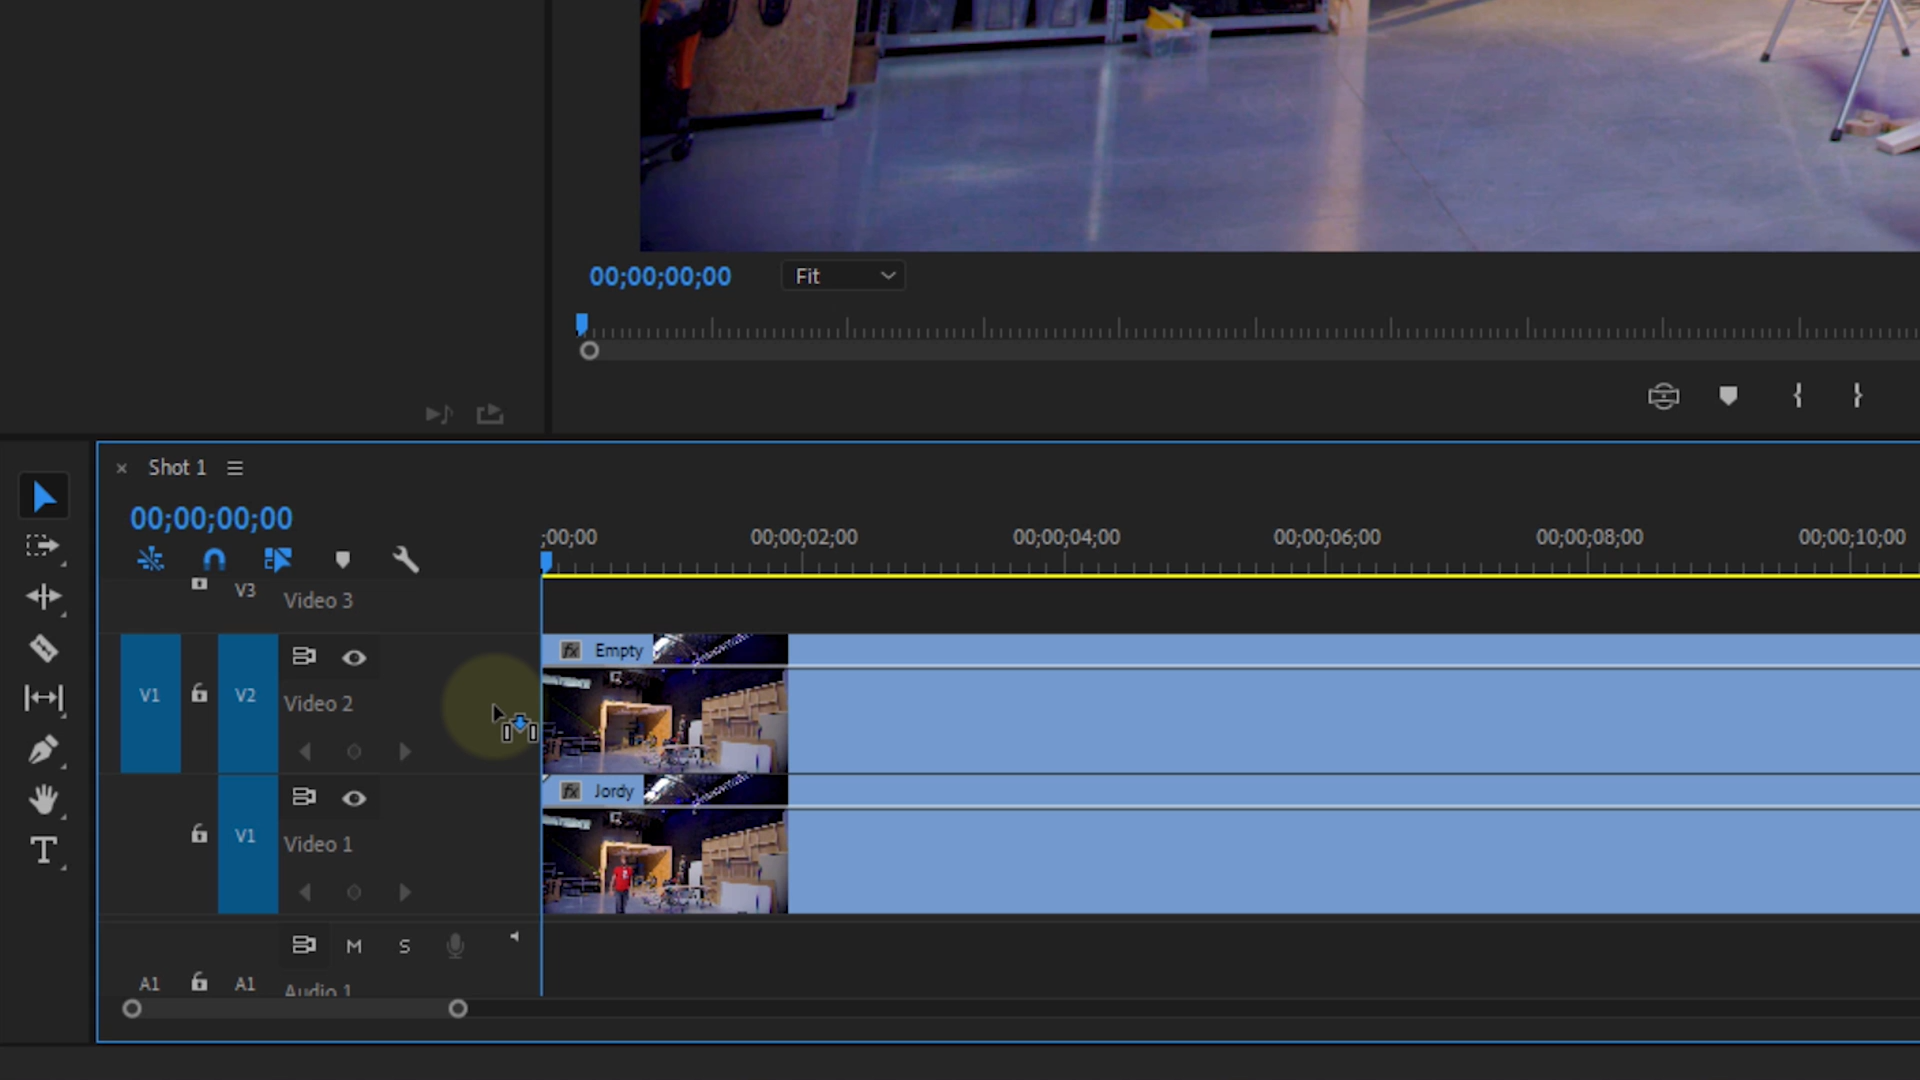 00;00;00;00
Fit
Shot 1
00;00;00;00
;00;00
00;00;02;00
00;00;04;00
00;00;06;00
00;00;08;00
00;00;10;00
V3
Video 3
V1
V2
Video 2
fx
Empty
V1
Video 1
fx
Jordy
M
S
A1
A1
Audio 1